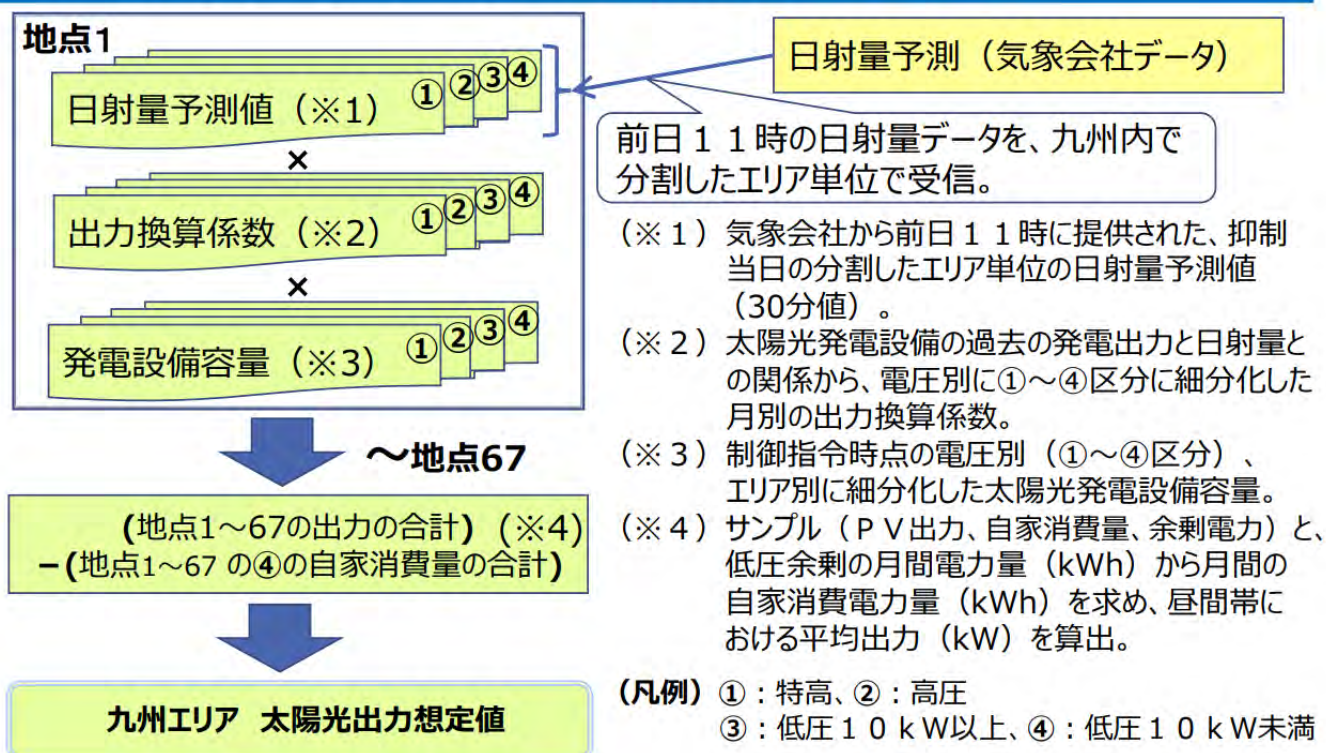 地点1
日射量予測値（※1） ① ② ③ ④
×
出力換算係数（※2） ① ② ③ ④
×
発電設備容量（※3） ① ② ③ ④
～地点67
(地点1～67の出力の合計)（※4）
－(地点1～67 の④の自家消費量の合計)
九州エリア 太陽光出力想定値
日射量予測（気象会社データ）
前日１１時の日射量データを、九州内で
分割したエリア単位で受信。
（※１）気象会社から前日１１時に提供された、抑制
当日の分割したエリア単位の日射量予測値
（30分値）。
（※２）太陽光発電設備の過去の発電出力と日射量と
の関係から、電圧別に①～④区分に細分化した
月別の出力換算係数。
（※３）制御指令時点の電圧別（①～④区分）、
エリア別に細分化した太陽光発電設備容量。
（※４）サンプル（ＰＶ出力、自家消費量、余剰電力）と、
低圧余剰の月間電力量（kWh）から月間の
自家消費電力量（kWh）を求め、昼間帯に
おける平均出力（kW）を算出。
（凡例）①：特高、②：高圧
③：低圧１０ｋW以上、④：低圧１０ｋW未満